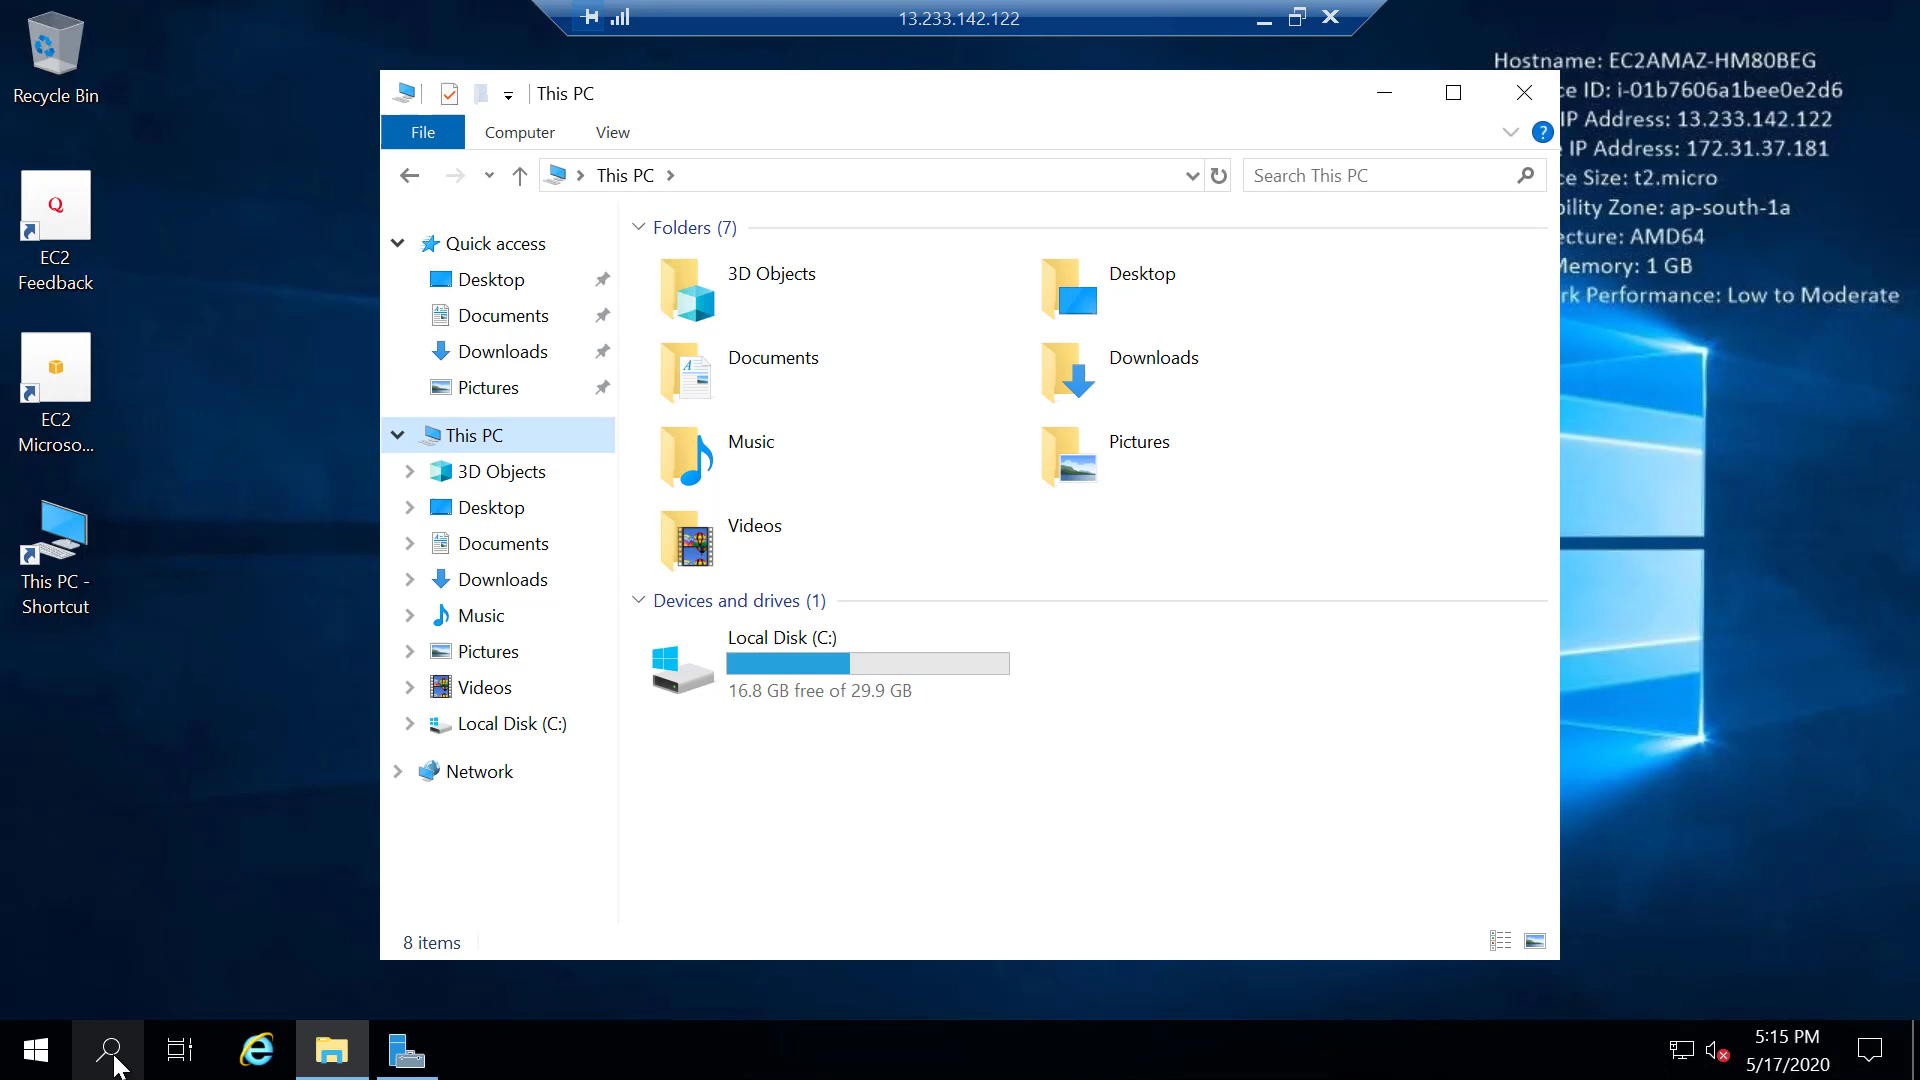 13.233.142.122
Recycle Bin
Hostname: EC2AMAZ-HM80BEG
ce ID: i-01b7606a1bee0e2d6
IP Address: 13.233.142.122
IP Address: 172.31.37.181
ce Size: t2.micro
bility Zone: ap-south-1a
ecture: AMD64
Memory: 1 GB
rk Performance: Low to Moderate
This PC
File
Computer
View
?
This PC
Search This PC
Q
EC2
Feedback
EC2
Microso...
This PC -
Shortcut
Quick access
Desktop
Documents
Downloads
Pictures
This PC
3D Objects
Desktop
Documents
Downloads
Music
Pictures
Videos
Local Disk (C:)
Network
Folders (7)
3D Objects
Desktop
Documents
Downloads
Music
Pictures
Videos
Devices and drives (1)
Local Disk (C:)
16.8 GB free of 29.9 GB
8 items
5:15 PM
5/17/2020